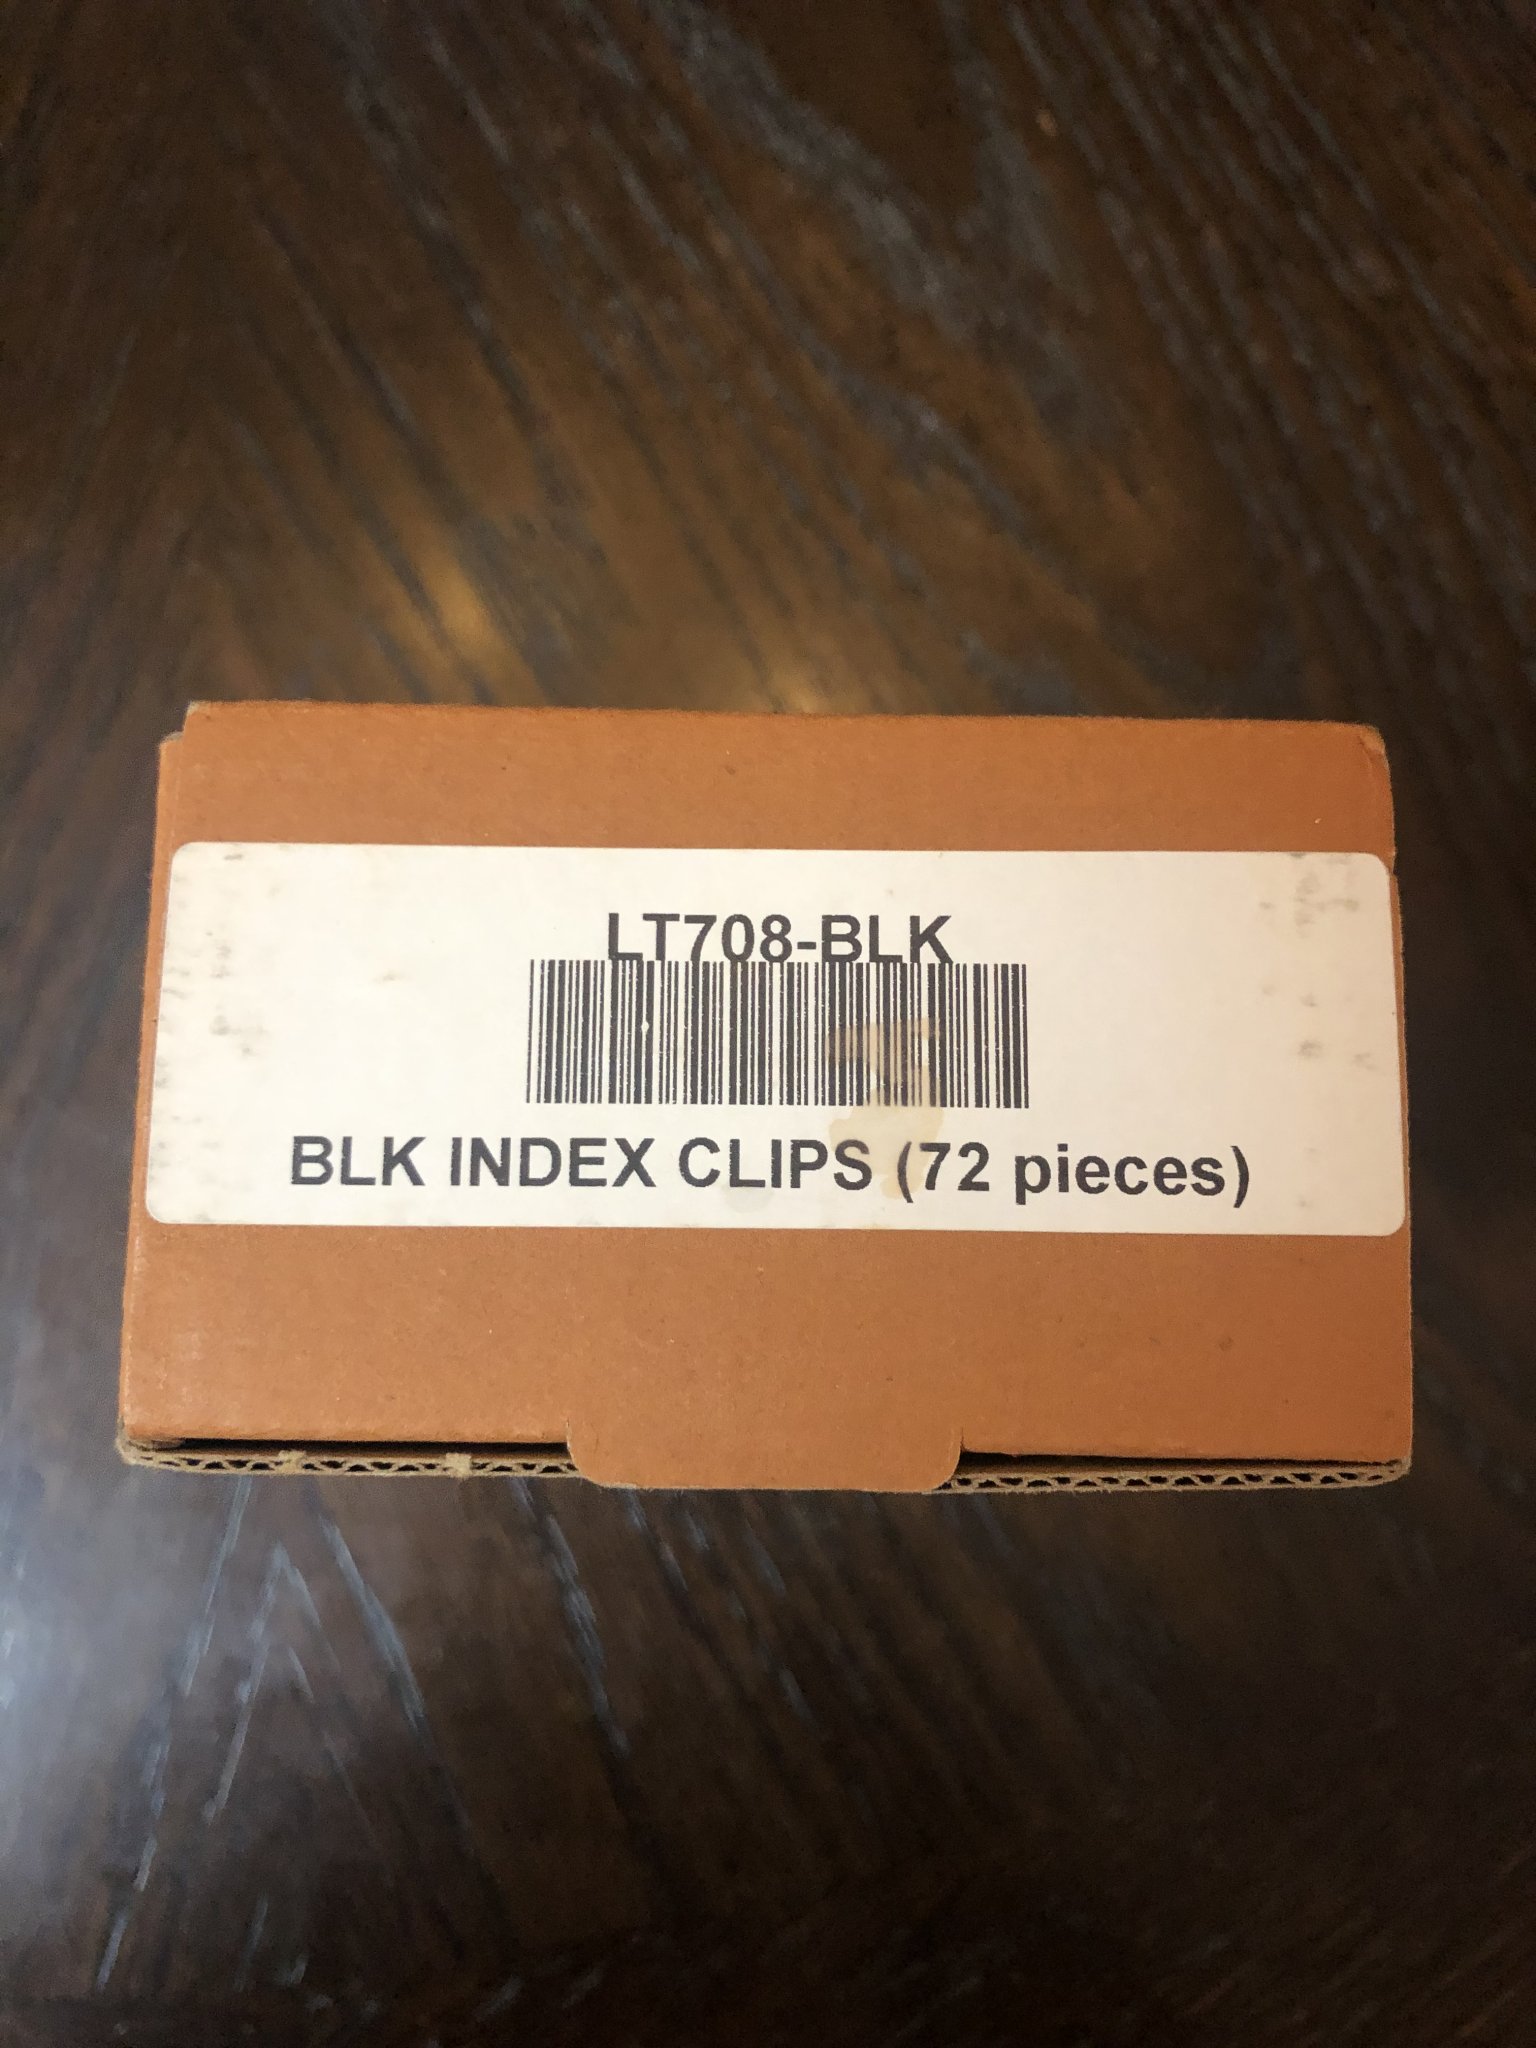 LT708-BLK
BLK INDEX CLIPS (72 pieces)